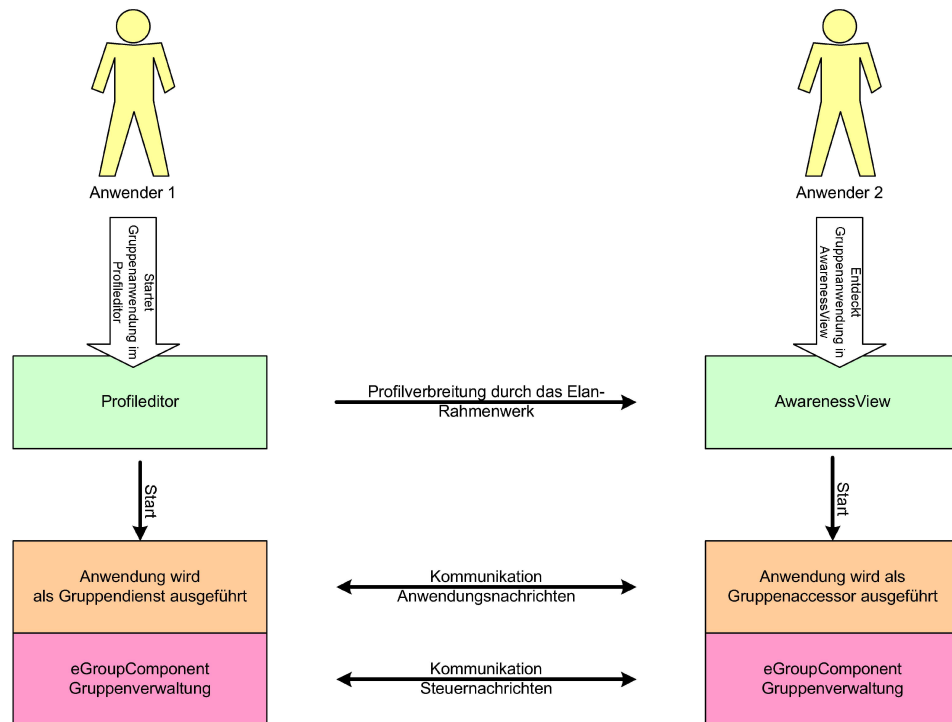 Anwender 1
Anwender 2
Startet
Gruppenanwendung im
Profileditor
Entdeckt
Gruppenanwendung in
AwarenessView
Profileditor
Profilverbreitung durch das Elan-
Rahmenwerk
AwarenessView
Start
Start
Anwendung wird
als Gruppendienst ausgeführt
Kommunikation
Anwendungsnachrichten
Anwendung wird als
Gruppenaccessor ausgeführt
eGroupComponent
Gruppenverwaltung
Kommunikation
Steuernachrichten
eGroupComponent
Gruppenverwaltung